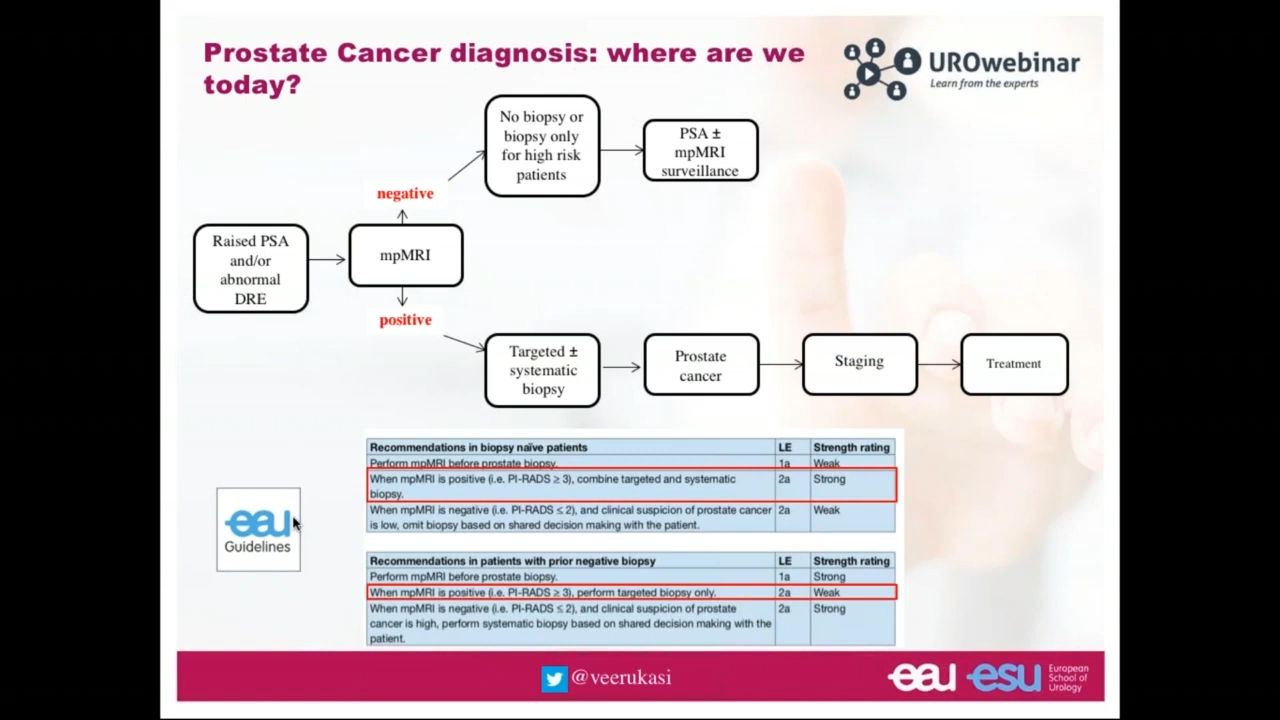 Prostate Cancer diagnosis: where are we
today?
UROwebinar
Learn from the experts
No biopsy or
biopsy only
for high risk
patients
PSA ±
mpMRI
surveillance
negative
Raised PSA
and/or
abnormal
DRE
mpMRI
positive
Targeted ±
systematic
biopsy
Prostate
cancer
Staging
Treatment
Recommendations in biopsy naïve patients LE Strength rating
Perform mpMRI before prostate biopsy. 1a Weak
When mpMRI is positive (i.e. PI-RADS ≥ 3), combine targeted and systematic 2a Strong
biopsy.
When mpMRI is negative (i.e. PI-RADS ≤ 2), and clinical suspicion of prostate cancer 2a Weak
is low, omit biopsy based on shared decision making with the patient.
eau
Guidelines
Recommendations in patients with prior negative biopsy LE Strength rating
Perform mpMRI before prostate biopsy. 1a Strong
When mpMRI is positive (i.e. PI-RADS ≥ 3), perform targeted biopsy only. 2a Weak
When mpMRI is negative (i.e. PI-RADS ≤ 2), and clinical suspicion of prostate 2a Strong
cancer is high, perform systematic biopsy based on shared decision making with the
patient.
@veerukasi
eau esu European
School of
Urology